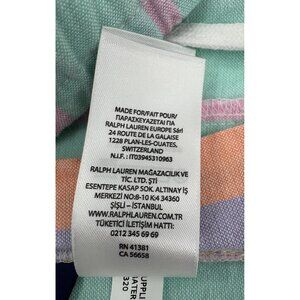 MADE FOR/FAIT POUR/
ΠΑΡΑΣΚΕΥΑΖΕΤΑΙ ΓΙΑ
RALPH LAUREN EUROPE Sàrl
24 ROUTE DE LA GALAISE
1228 PLAN-LES-OUATES,
SWITZERLAND
N.I.F. : IT03945310963
RALPH LAUREN MAĞAZACILIK VE
TİC. LTD. ŞTİ
ESENTEPE KASAP SOK. ALTINAY İŞ
MERKEZİ NO:8-10 K:4 34360
ŞİŞLİ – İSTANBUL
WWW.RALPHLAUREN.COM.TR
TÜKETİCİ İLETİŞİM HATTI:
0212 345 69 69
RN 41381
CA 56658
320